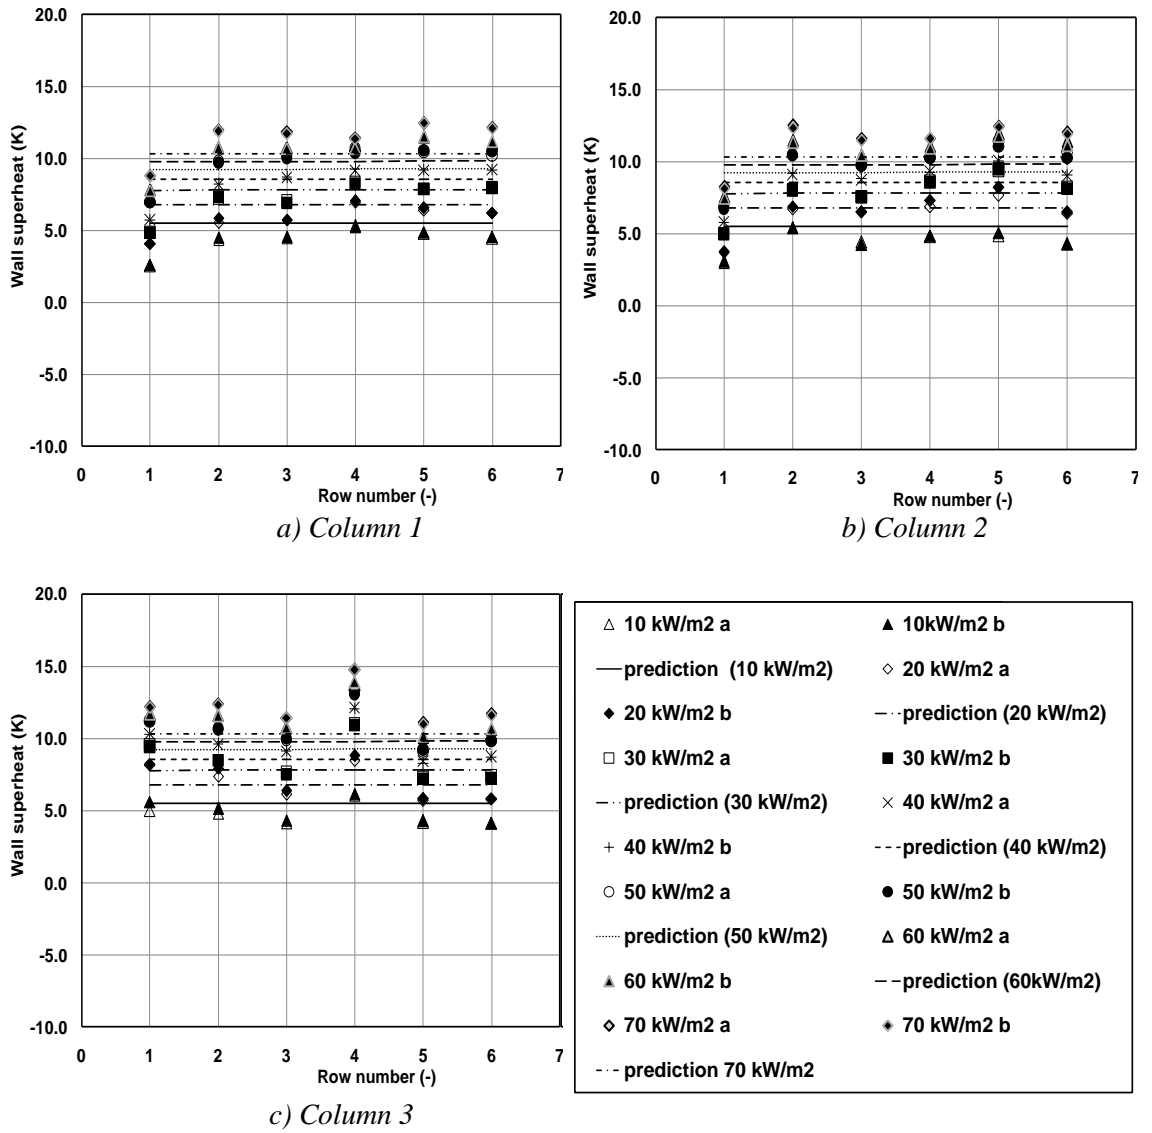 20.0
15.0
10.0
5.0
0.0
-5.0
-10.0
Wall superheat (K)
0 1 2 3 4 5 6 7
Row number (-)
a) Column 1
20.0
15.0
10.0
5.0
0.0
-5.0
-10.0
Wall superheat (K)
0 1 2 3 4 5 6 7
Row number (-)
b) Column 2
20.0
15.0
10.0
5.0
0.0
-5.0
-10.0
Wall superheat (K)
0 1 2 3 4 5 6 7
Row number (-)
c) Column 3
10 kW/m2 a 10kW/m2 b
prediction (10 kW/m2) 20 kW/m2 a
20 kW/m2 b prediction (20 kW/m2)
30 kW/m2 a 30 kW/m2 b
prediction (30 kW/m2) 40 kW/m2 a
40 kW/m2 b prediction (40 kW/m2)
50 kW/m2 a 50 kW/m2 b
prediction (50 kW/m2) 60 kW/m2 a
60 kW/m2 b prediction (60kW/m2)
70 kW/m2 a 70 kW/m2 b
prediction 70 kW/m2